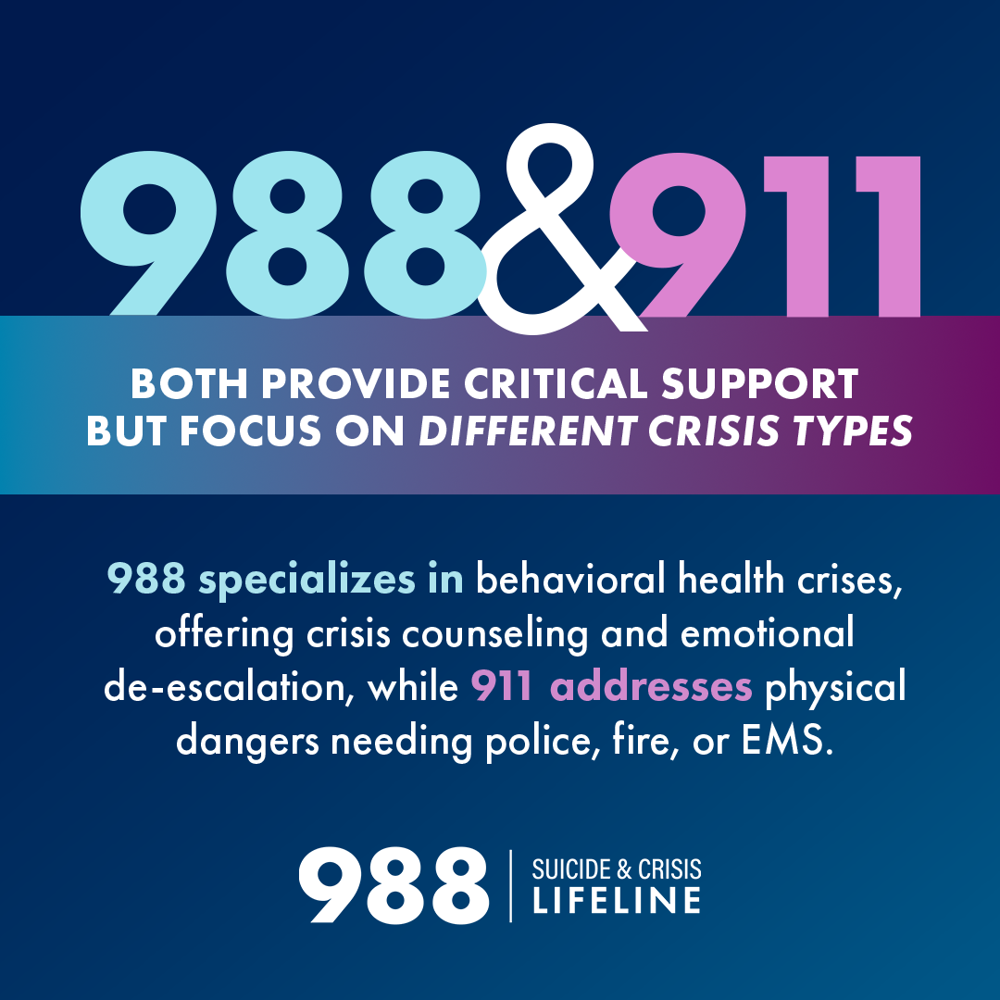 988 & 911
BOTH PROVIDE CRITICAL SUPPORT
BUT FOCUS ON DIFFERENT CRISIS TYPES
988 specializes in behavioral health crises,
offering crisis counseling and emotional
de-escalation, while 911 addresses physical
dangers needing police, fire, or EMS.
988 | SUICIDE & CRISIS
LIFELINE